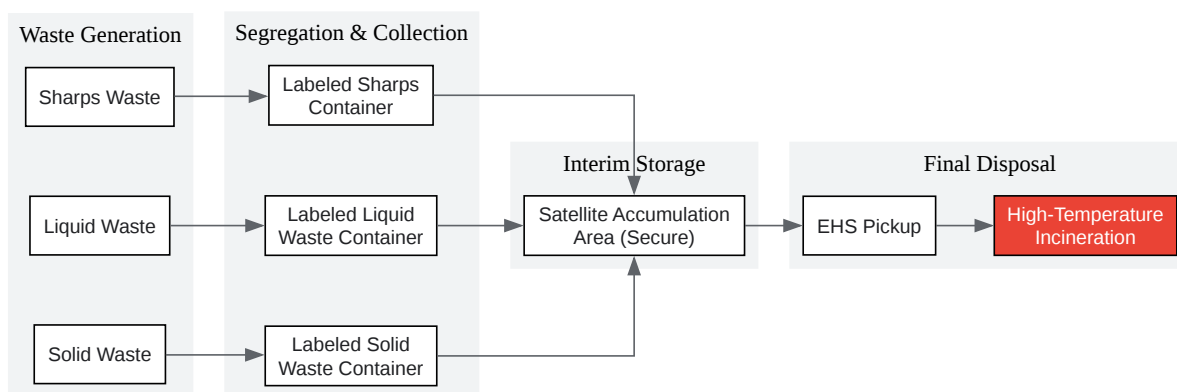 Waste Generation
Segregation & Collection
Sharps Waste
Labeled Sharps
Container
Interim Storage
Final Disposal
Liquid Waste
Labeled Liquid
Waste Container
Satellite Accumulation
Area (Secure)
EHS Pickup
High-Temperature
Incineration
Solid Waste
Labeled Solid
Waste Container